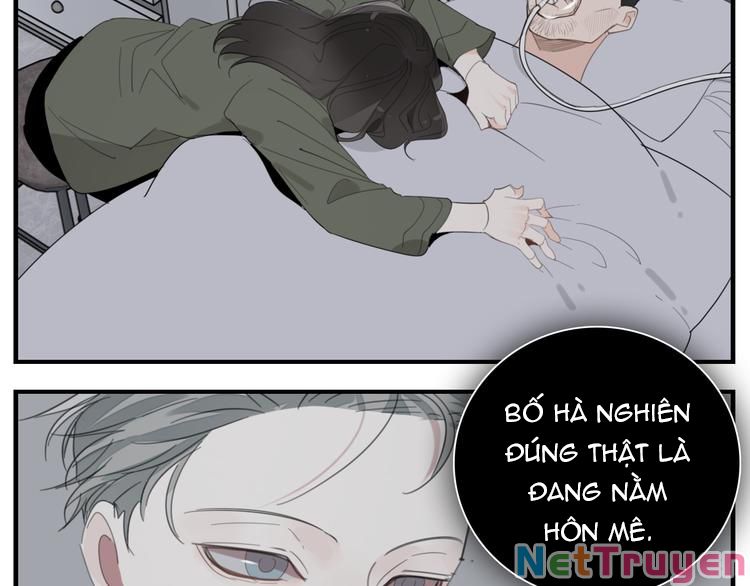 BỐ HÀ NGHIÊN
ĐÚNG THẬT LÀ
ĐANG NẰM
HÔN MÊ.
NetTruyen